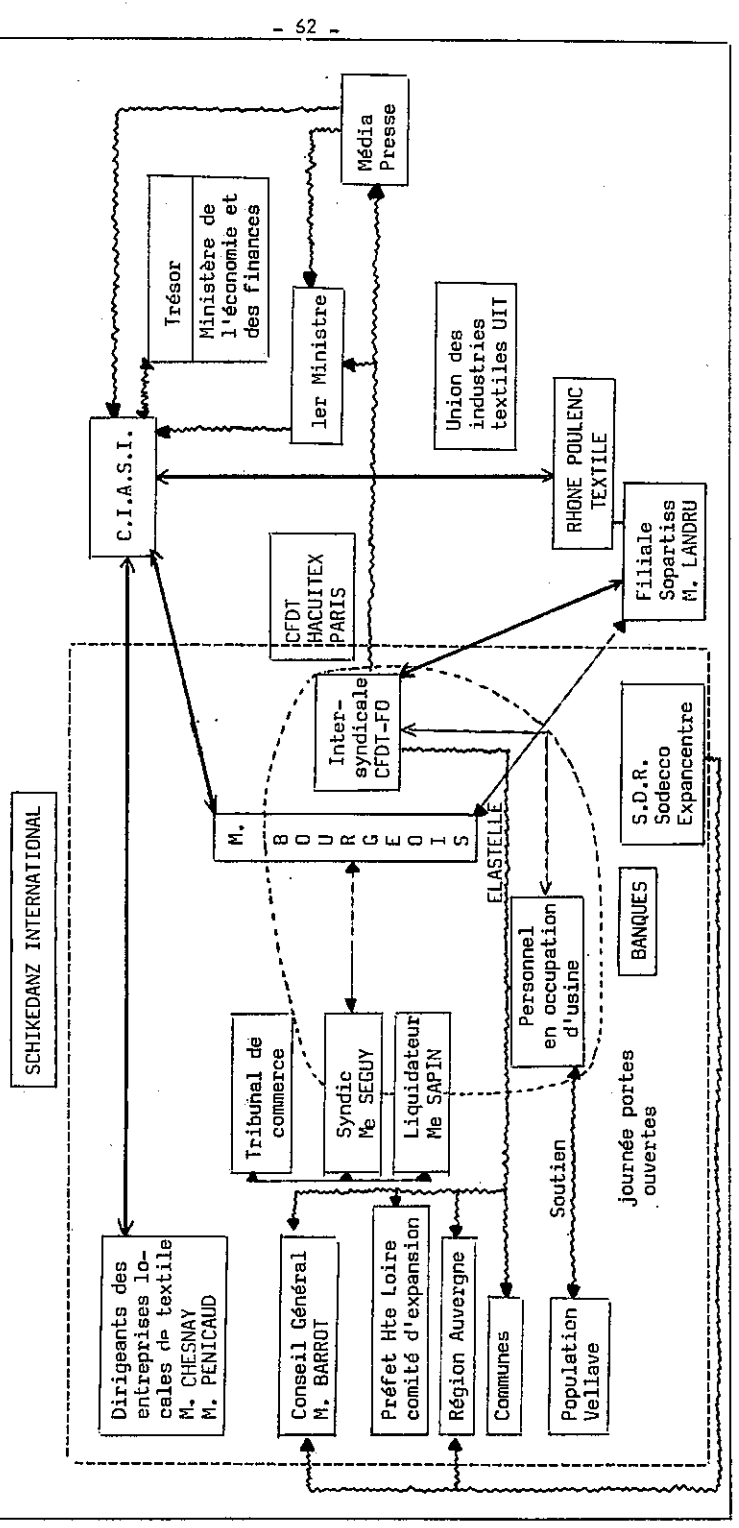 - 62 -
SCHIKEDANZ INTERNATIONAL
Dirigeants des
entreprises lo-
cales de textile
M. CHESNAY
M. PENICAUD
Conseil Général
M. BARROT
Préfet Hte Loire
comité d'expansion
Région Auvergne
Communes
Population
Vellave
Soutien
journée portes
ouvertes
Tribunal de
commerce
Syndic
Me SEGUY
Liquidateur
Me SAPIN
Personnel
en occupation
d'usine
BANQUES
M.
B
O
U
R
G
E
O
I
S
ELASTELLE
Inter-
syndicale
CFDT-FO
S.D.R.
Sodecco
Expancentre
CFDT
HACUITEX
PARIS
C.I.A.S.I.
Trésor
Ministère de
l'économie et
des finances
1er Ministre
Média
Presse
Union des
industries
textiles UIT
RHONE POULENC
TEXTILE
Filiale
Sopartiss
M. LANDRU